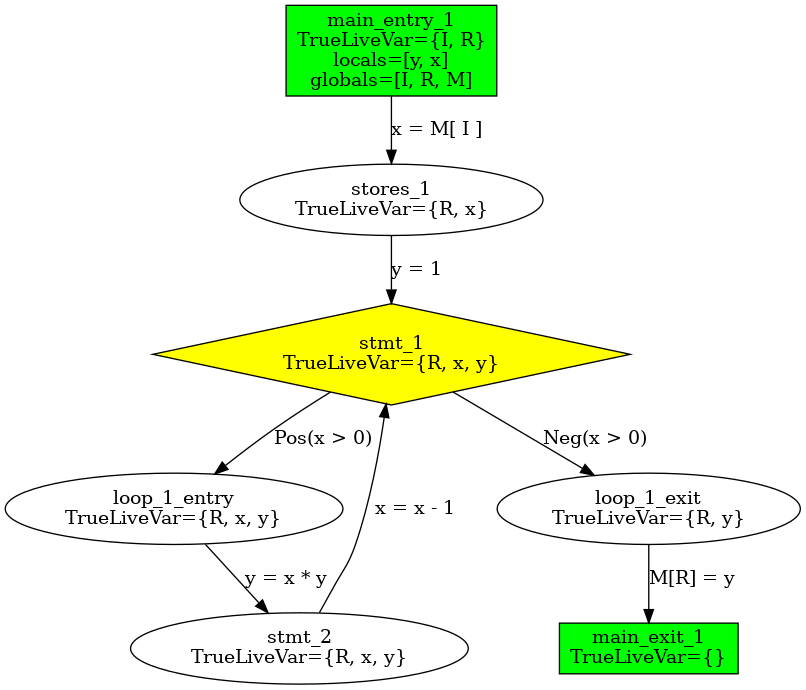 main_entry_1
TrueLiveVar={I, R}
locals=[y, x]
globals=[I, R, M]
x = M[ I ]
stores_1
TrueLiveVar={R, x}
y = 1
stmt_1
TrueLiveVar={R, x, y}
Pos(x > 0)
Neg(x > 0)
loop_1_entry
TrueLiveVar={R, x, y}
x = x - 1
loop_1_exit
TrueLiveVar={R, y}
y = x * y
M[R] = y
stmt_2
TrueLiveVar={R, x, y}
main_exit_1
TrueLiveVar={}